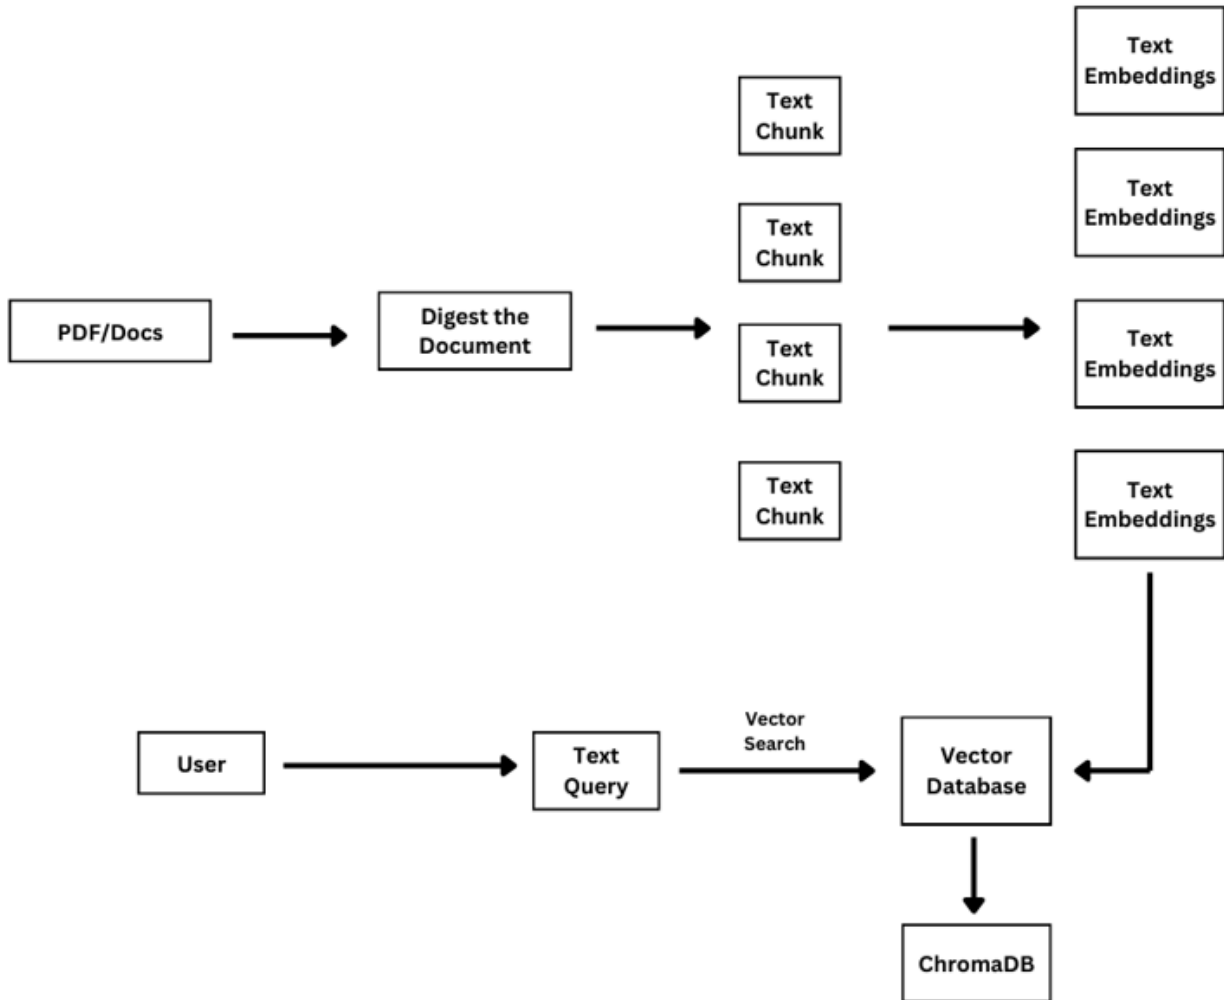 Text
Embeddings
Text
Chunk
Text
Embeddings
Text
Chunk
PDF/Docs
Digest the
Document
Text
Chunk
Text
Embeddings
Text
Chunk
Text
Embeddings
User
Text
Query
Vector
Search
Vector
Database
ChromaDB